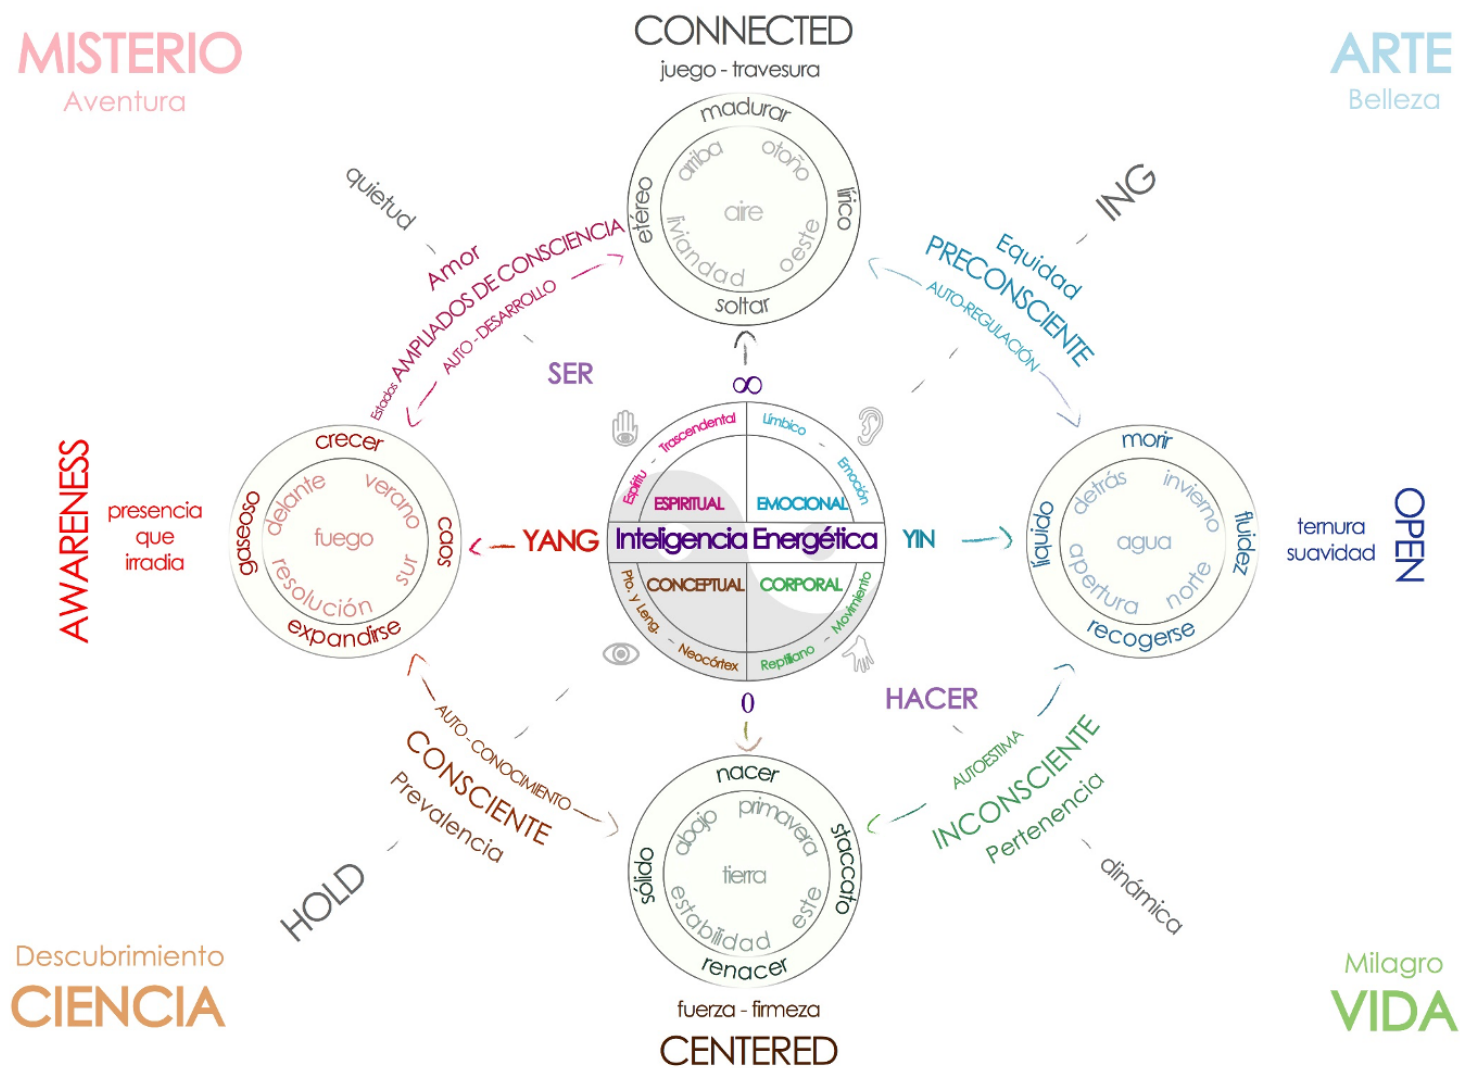 MISTERIO
Aventura
CONNECTED
juego - travesura
ARTE
Belleza
madurar
arriba
otoño
etéreo
aire
lírico
liviandad
oeste
soltar
quietud
ING
Amor
Estados AMPLIADOS DE CONSCIENCIA
AUTO - DESARROLLO
Equidad
PRECONSCIENTE
AUTO-REGULACIÓN
SER
∞
AWARENESS
presencia
que
irradia
crecer
delante
verano
gaseoso
fuego
caos
resolución
sur
expandirse
YANG
Espíritu - Trascendental
Límbico - Emoción
ESPIRITUAL
EMOCIONAL
Inteligencia Energética
CONCEPTUAL
CORPORAL
Pto. y Leng. - Neocórtex
Reptiliano - Movimiento
YIN
morir
detrás
invierno
líquido
agua
fluidez
apertura
norte
recogerse
ternura
suavidad
OPEN
0
HACER
AUTO - CONOCIMIENTO
CONSCIENTE
Prevalencia
AUTOESTIMA
INCONSCIENTE
Pertenencia
HOLD
dinámica
nacer
abajo
primavera
sólido
tierra
staccato
estabilidad
este
renacer
fuerza - firmeza
CENTERED
Descubrimiento
CIENCIA
Milagro
VIDA